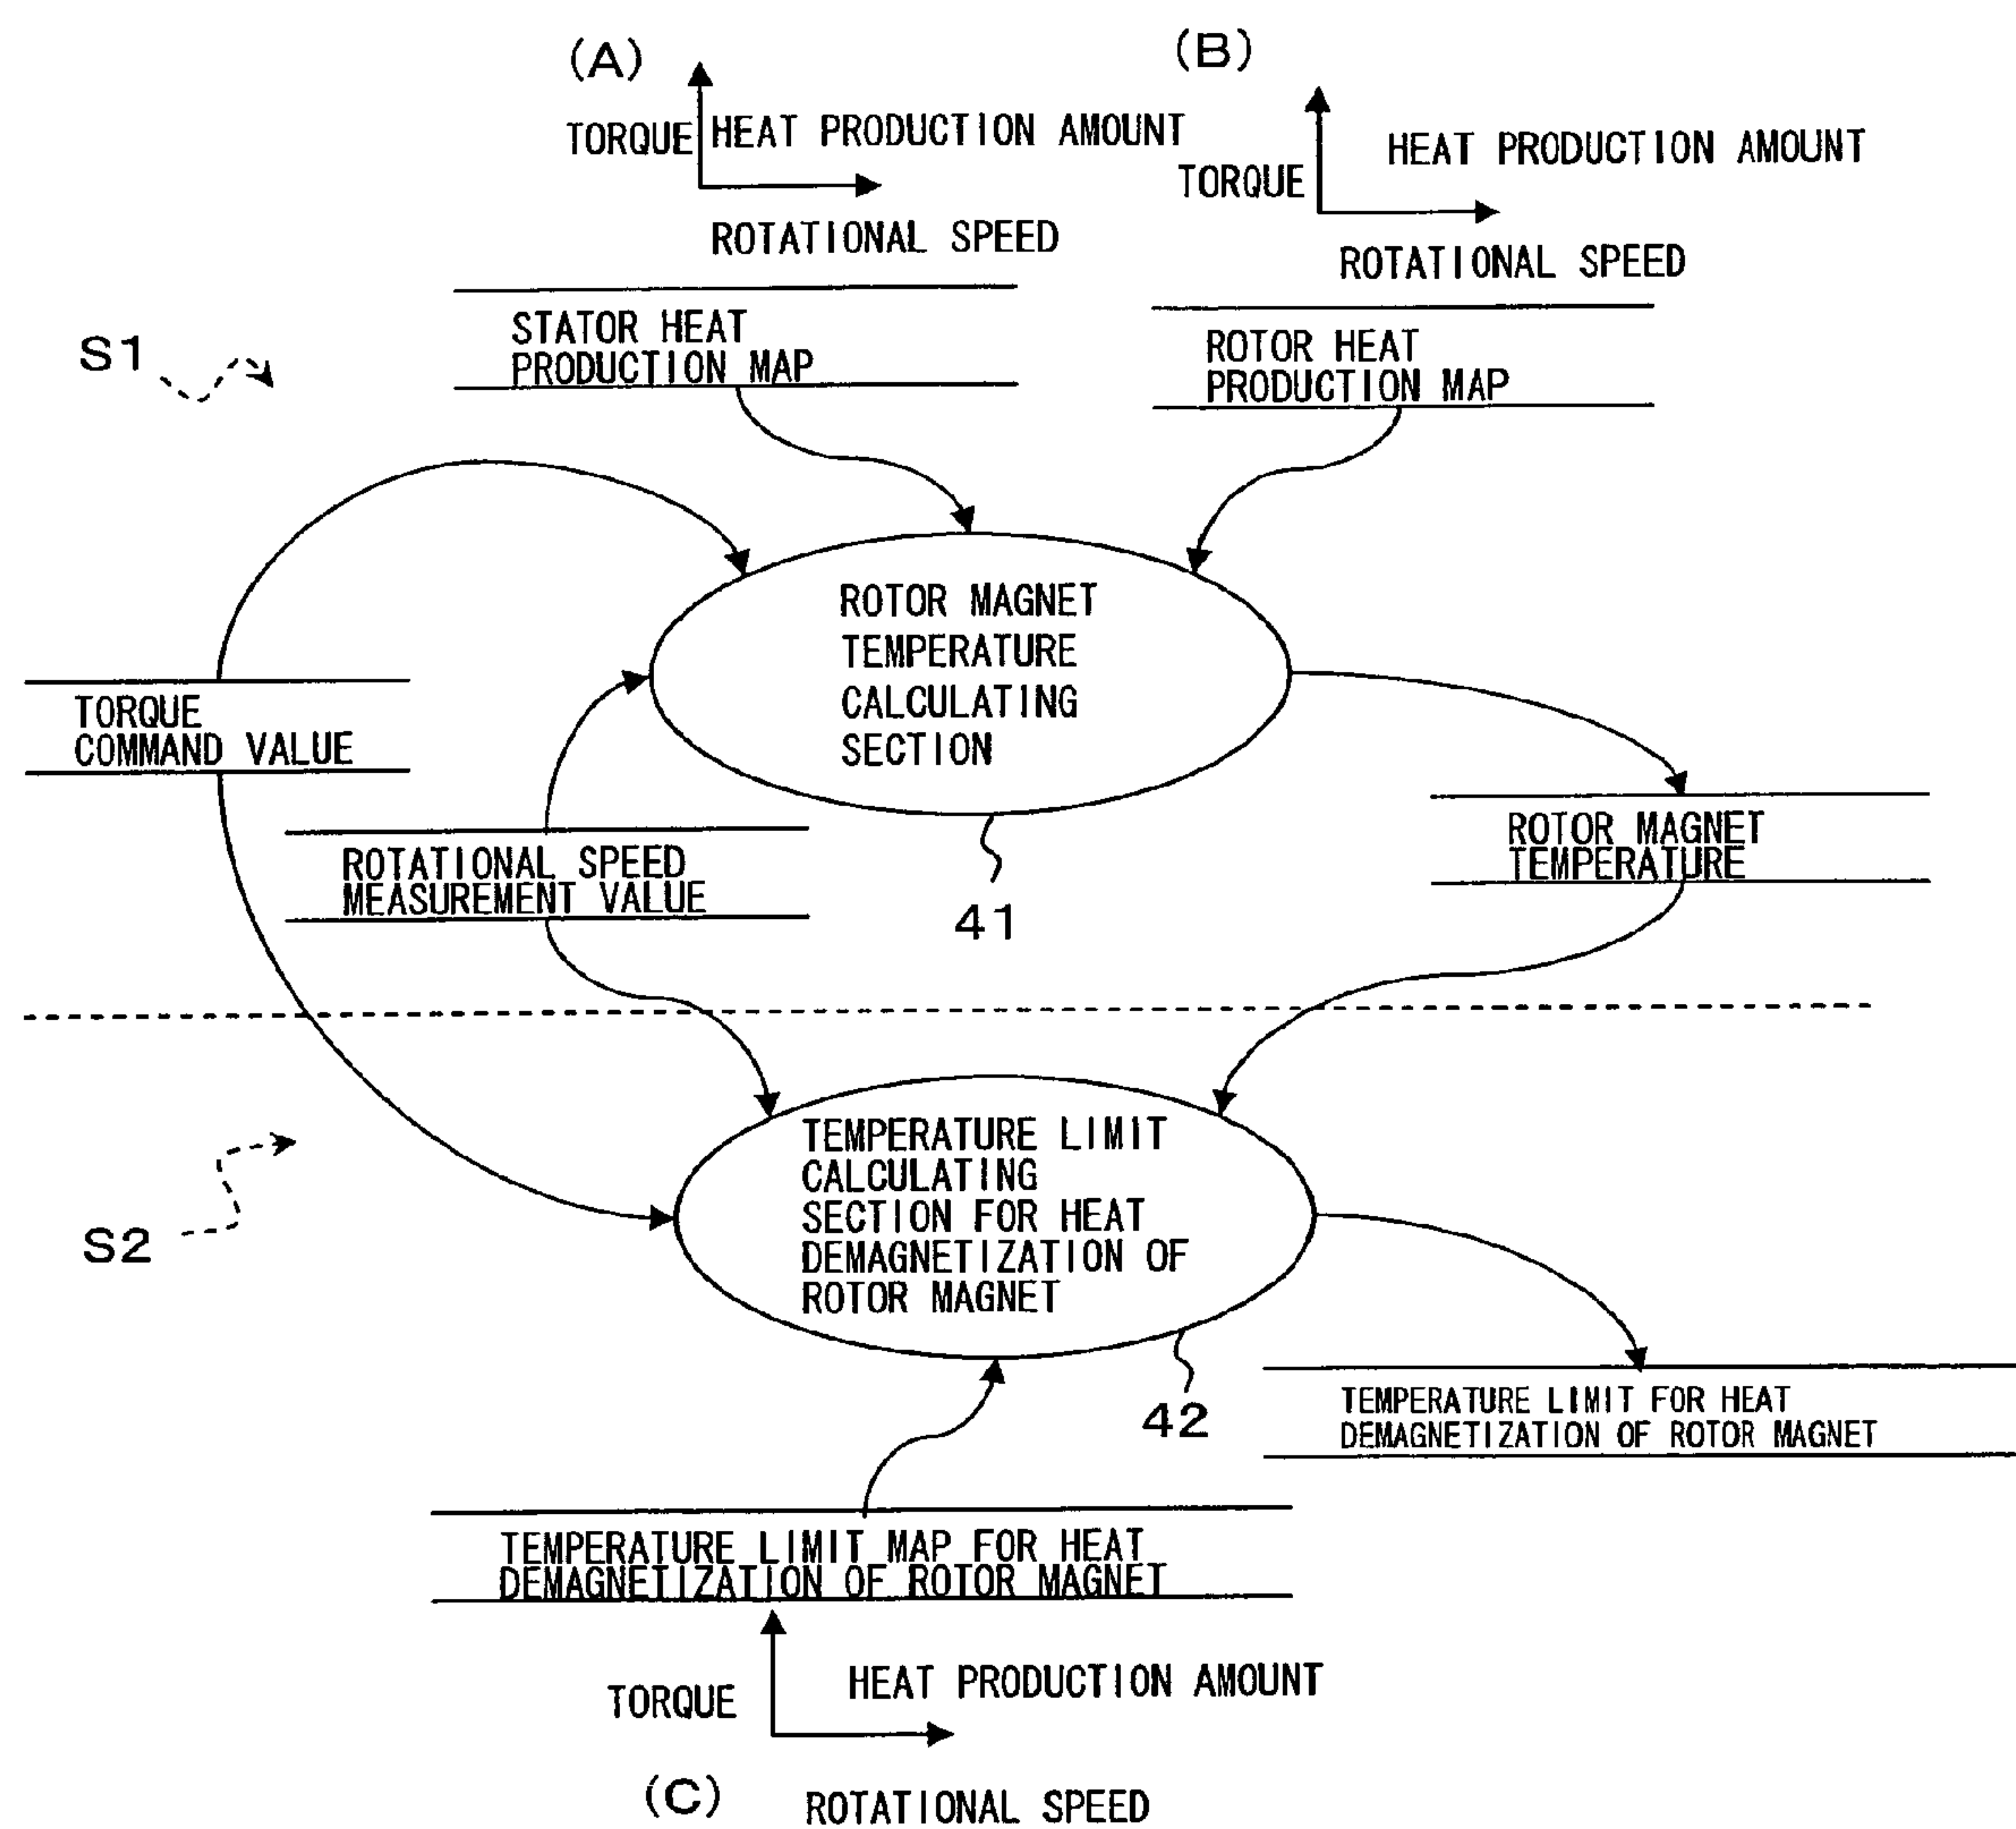 (A)
TORQUE
HEAT PRODUCTION AMOUNT
ROTATIONAL SPEED
(B)
TORQUE
HEAT PRODUCTION AMOUNT
ROTATIONAL SPEED
S1
STATOR HEAT
PRODUCTION MAP
ROTOR HEAT
PRODUCTION MAP
ROTOR MAGNET
TEMPERATURE
CALCULATING
SECTION
TORQUE
COMMAND VALUE
ROTATIONAL SPEED
MEASUREMENT VALUE
41
ROTOR MAGNET
TEMPERATURE
S2
TEMPERATURE LIMIT
CALCULATING
SECTION FOR HEAT
DEMAGNETIZATION OF
ROTOR MAGNET
42
TEMPERATURE LIMIT FOR HEAT
DEMAGNETIZATION OF ROTOR MAGNET
TEMPERATURE LIMIT MAP FOR HEAT
DEMAGNETIZATION OF ROTOR MAGNET
TORQUE
HEAT PRODUCTION AMOUNT
(C)
ROTATIONAL SPEED